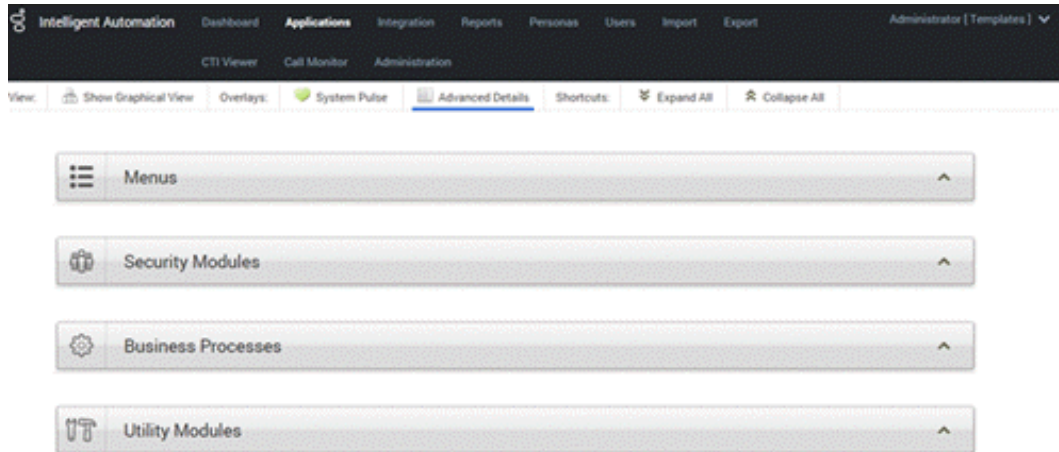 Intelligent Automation Dashboard Applications Integration Reports Personas Users Import Export Administrator [ Templates ]
CTI Viewer Call Monitor Administration
View: Show Graphical View Overlays: System Pulse Advanced Details Shortcuts: Expand All Collapse All
Menus
Security Modules
Business Processes
Utility Modules